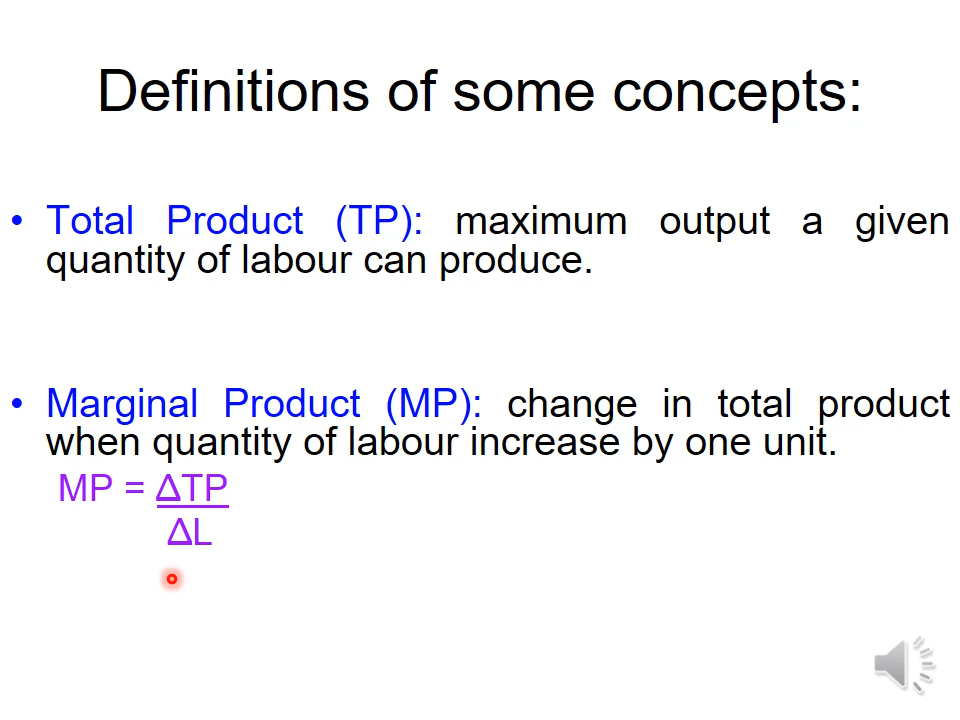 Definitions of some concepts:
• Total Product (TP): maximum output a given
quantity of labour can produce.
• Marginal Product (MP): change in total product
when quantity of labour increase by one unit.
MP = ΔTP
ΔL